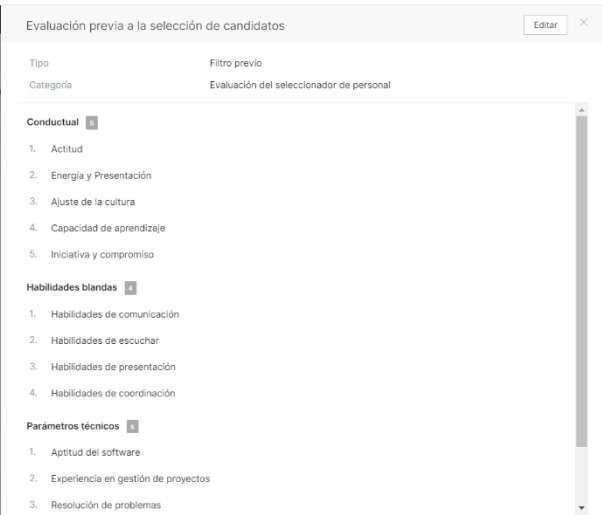 Evaluación previa a la selección de candidatos
Editar
Tipo Filtro previo
Categoría Evaluación del seleccionador de personal
Conductual 5
1. Actitud
2. Energía y Presentación
3. Ajuste de la cultura
4. Capacidad de aprendizaje
5. Iniciativa y compromiso
Habilidades blandas 4
1. Habilidades de comunicación
2. Habilidades de escuchar
3. Habilidades de presentación
4. Habilidades de coordinación
Parámetros técnicos 5
1. Aptitud del software
2. Experiencia en gestión de proyectos
3. Resolución de problemas